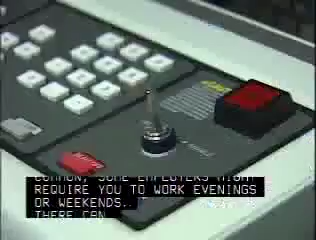 COMMON, SOME EMPLOYERS MIGHT
REQUIRE YOU TO WORK EVENINGS
OR WEEKENDS..
THERE CAN